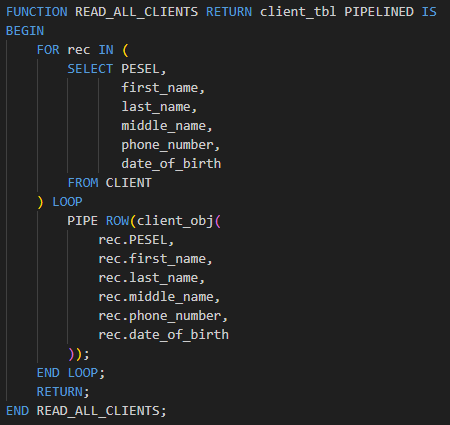 FUNCTION READ_ALL_CLIENTS RETURN client_tbl PIPELINED IS
BEGIN
    FOR rec IN (
        SELECT PESEL,
               first_name,
               last_name,
               middle_name,
               phone_number,
               date_of_birth
        FROM CLIENT
    ) LOOP
        PIPE ROW(client_obj(
            rec.PESEL,
            rec.first_name,
            rec.last_name,
            rec.middle_name,
            rec.phone_number,
            rec.date_of_birth
        ));
    END LOOP;
    RETURN;
END READ_ALL_CLIENTS;